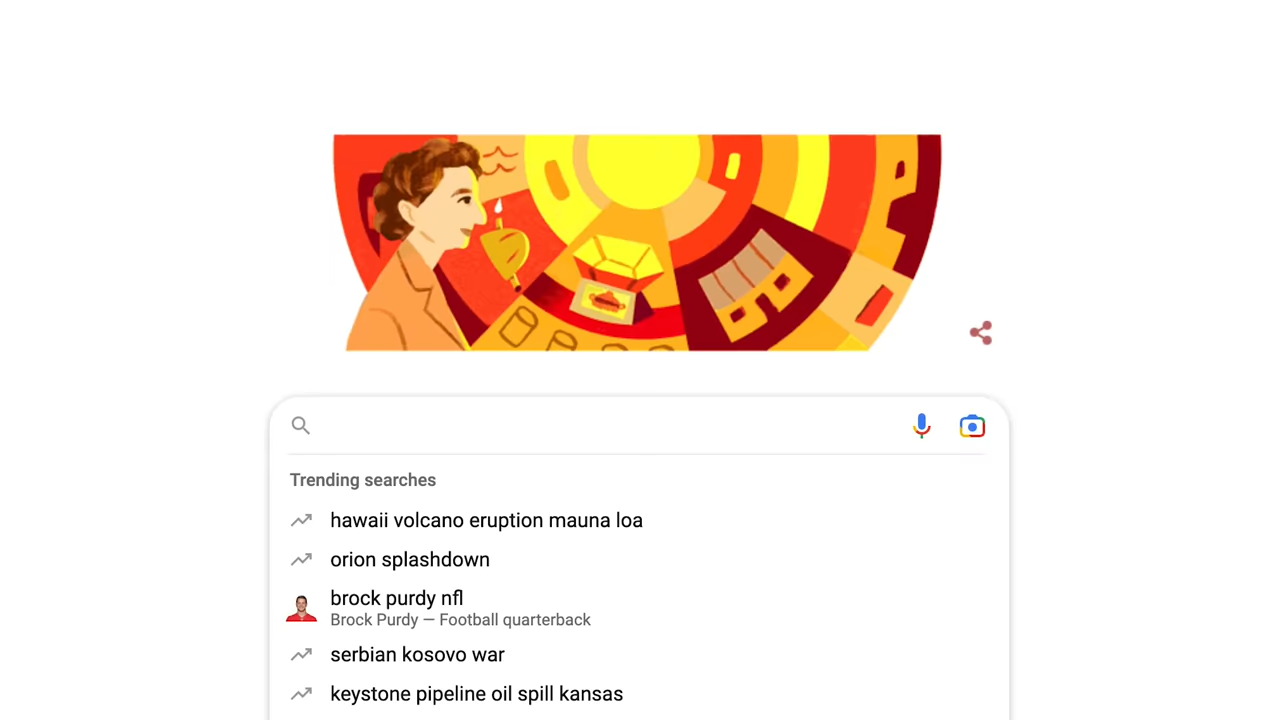 Trending searches
hawaii volcano eruption mauna loa
orion splashdown
brock purdy nfl
Brock Purdy — Football quarterback
serbian kosovo war
keystone pipeline oil spill kansas